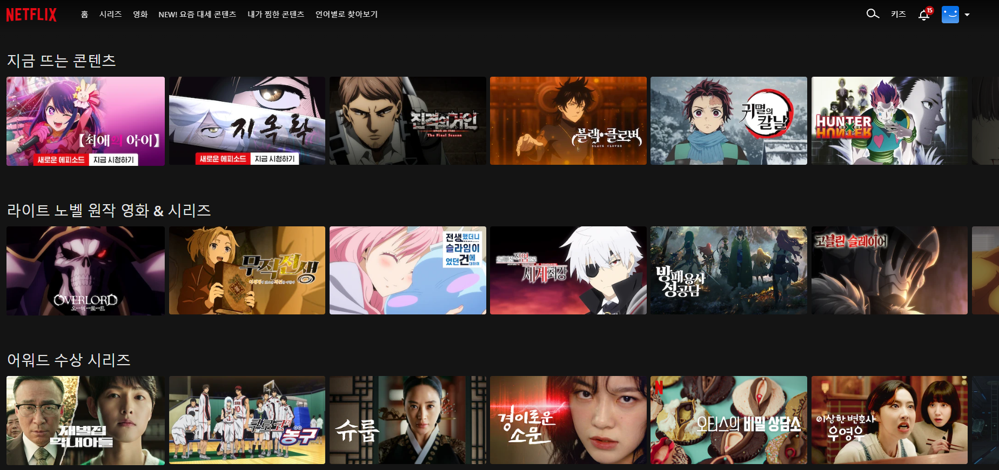 NETFLIX
홈 시리즈 영화 NEW! 요즘 대세 콘텐츠 내가 찜한 콘텐츠 언어별로 찾아보기
키즈 15
지금 뜨는 콘텐츠
【최애의 아이】
새로운 에피소드 지금 시청하기
지옥락
새로운 에피소드 지금 시청하기
진격의 거인
attack on titan
The Final Season
블랙 클로버
BLACK CLOVER
귀멸의
칼날
HUNTER
HUNTER
라이트 노벨 원작 영화 & 시리즈
OVERLORD
오버로드
무직전생
전생했더니
슬라임이
었던 건에
대하여
직업으로
세계최강
방패용사
성공담
고블린 슬레이어
어워드 수상 시리즈
재벌집
막내아들
쿠로코의
농구
슈룹
경이로운
소문
N
오티스의 비밀 상담소
이상한 변호사
우영우